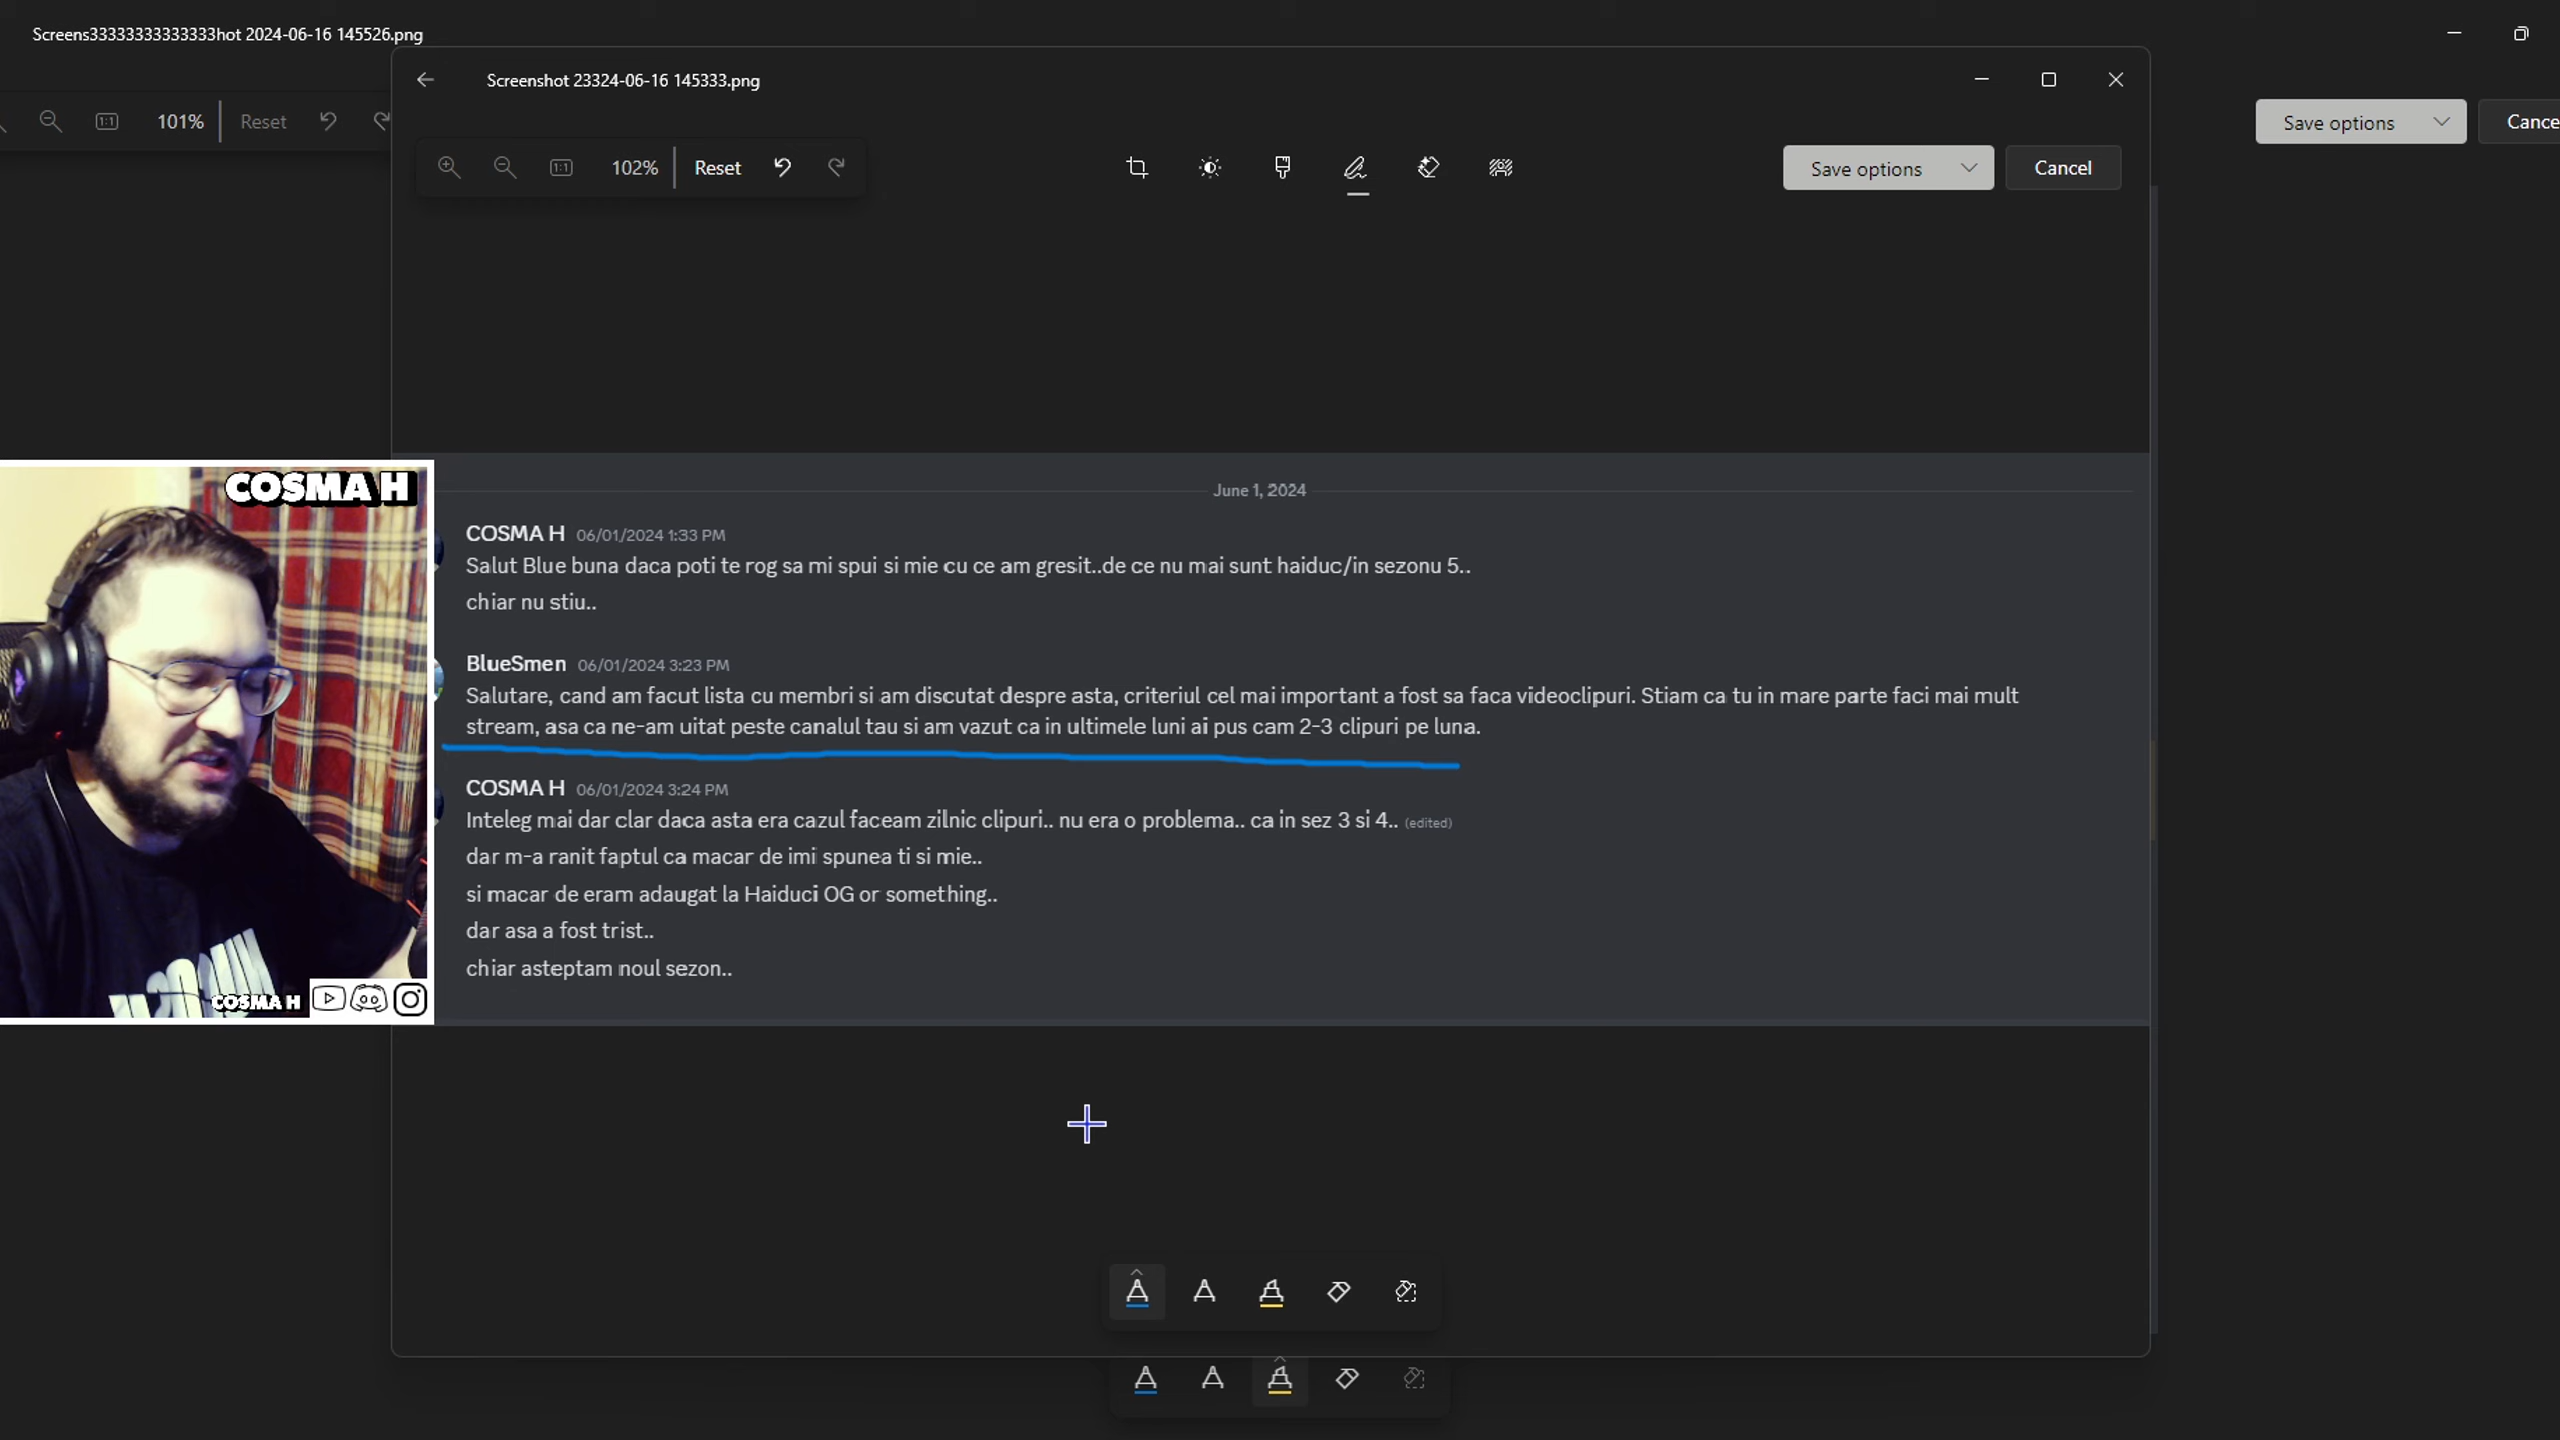 Screens33333333333333hot 2024-06-16 145526.png
Screenshot 23324-06-16 145333.png
101%
Reset
Save options
Cance
102%
Reset
Save options
Cancel
COSMA H
June 1, 2024
COSMA H 06/01/2024 1:33 PM
Salut Blue buna daca poti te rog sa mi spui si mie cu ce am gresit..de ce nu mai sunt haiduc/in sezonu 5..
chiar nu stiu..
BlueSmen 06/01/2024 3:23 PM
Salutare, cand am facut lista cu membri si am discutat despre asta, criteriul cel mai important a fost sa faca videoclipuri. Stiam ca tu in mare parte faci mai mult
stream, asa ca ne-am uitat peste canalul tau si am vazut ca in ultimele luni ai pus cam 2-3 clipuri pe luna.
COSMA H 06/01/2024 3:24 PM
Inteleg mai dar clar daca asta era cazul faceam zilnic clipuri.. nu era o problema.. ca in sez 3 si 4.. (edited)
dar m-a ranit faptul ca macar de imi spunea ti si mie..
si macar de eram adaugat la Haiduci OG or something..
dar asa a fost trist..
chiar asteptam noul sezon..
COSMA H